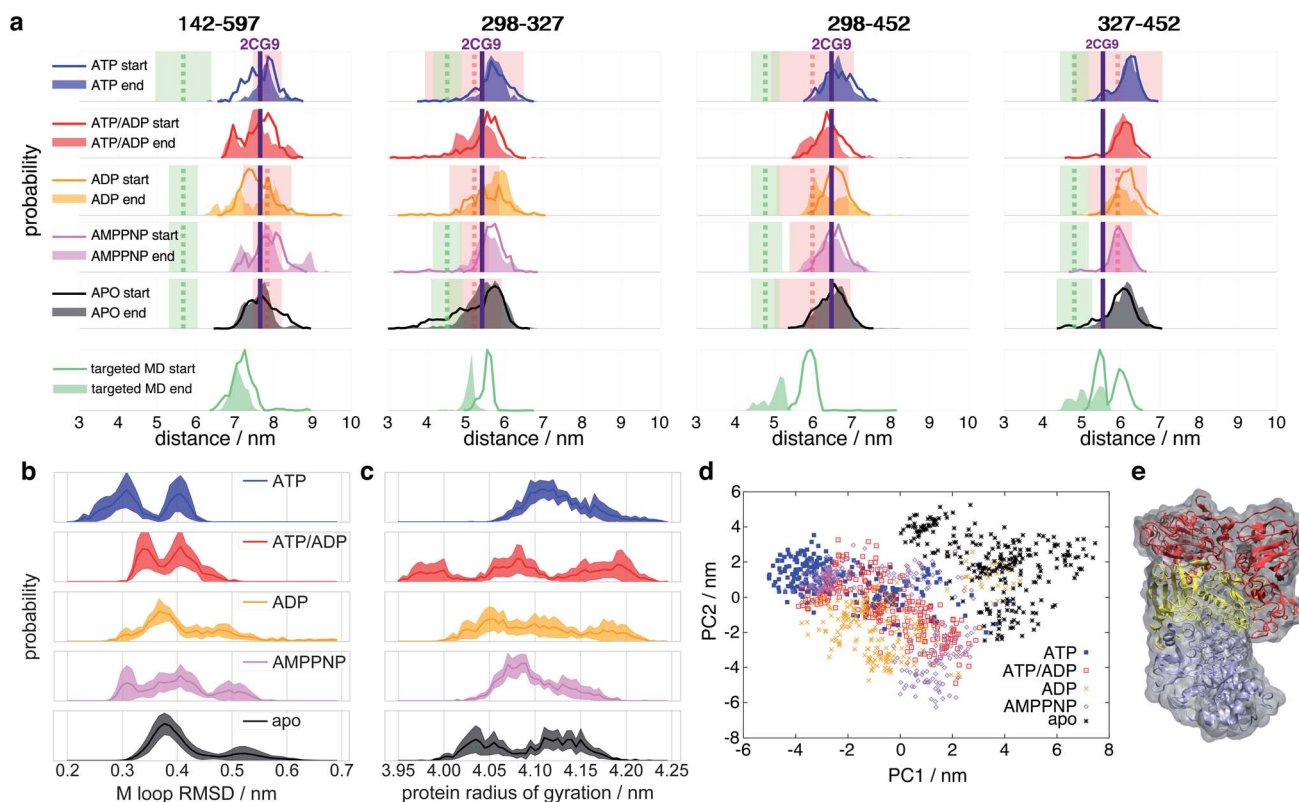 a
142-597 298-327 298-452 327-452
2CG9 2CG9 2CG9 2CG9
ATP start
ATP end
ATP/ADP start
ATP/ADP end
ADP start
ADP end
AMPPNP start
AMPPNP end
APO start
APO end
targeted MD start
targeted MD end
probability
3 4 5 6 7 8 9 10 3 4 5 6 7 8 9 10 3 4 5 6 7 8 9 10 3 4 5 6 7 8 9 10
distance / nm distance / nm distance / nm distance / nm
b
ATP
ATP/ADP
ADP
AMPPNP
apo
probability
0.2 0.3 0.4 0.5 0.6 0.7
M loop RMSD / nm
c
3.95 4.00 4.05 4.10 4.15 4.20 4.25
protein radius of gyration / nm
d
6
4
2
0
-2
-4
-6
-8
PC2 / nm
ATP
ATP/ADP
ADP
AMPPNP
apo
-6 -4 -2 0 2 4 6 8
PC1 / nm
e